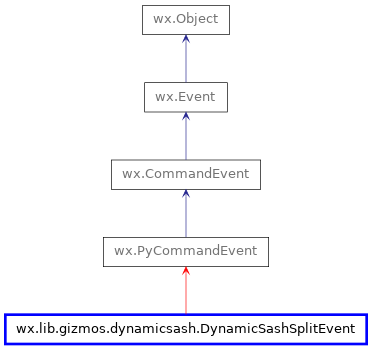 wx.Object
wx.Event
wx.CommandEvent
wx.PyCommandEvent
wx.lib.gizmos.dynamicsash.DynamicSashSplitEvent